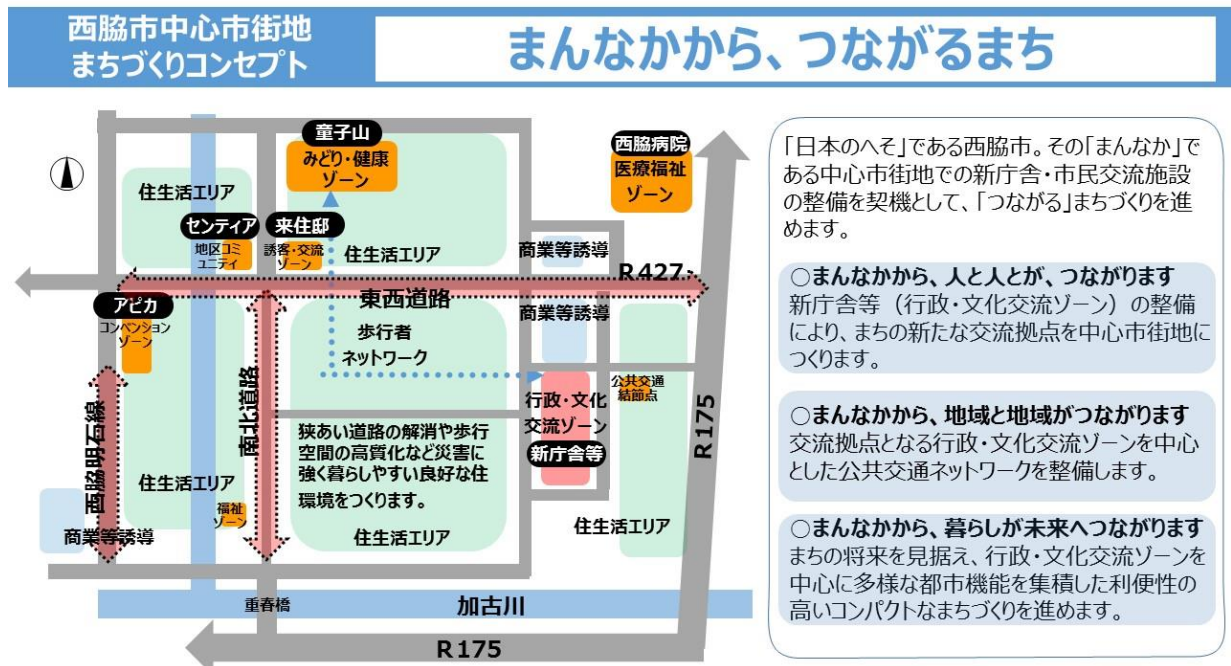 西脇市中心市街地
まちづくりコンセプト
まんなかから、つながるまち
童子山
みどり・健康
ゾーン
西脇病院
医療福祉
ゾーン
住生活エリア
センティア
地区コミ
ユニティ
来住邸
誘客・交流
ゾーン
住生活エリア
商業等誘導
R427
東西道路
アピカ
コンベンション
ゾーン
歩行者
ネットワーク
商業等誘導
公共交通
結節点
行政・文化
交流ゾーン
新庁舎等
R175
西脇明石線
南北道路
狭あい道路の解消や歩行
空間の高質化など災害に
強く暮らしやすい良好な住
環境をつくります。
住生活エリア
福祉
ゾーン
商業等誘導
住生活エリア
住生活エリア
重春橋
加古川
R175
「日本のへそ」である西脇市。その「まんなか」で
ある中心市街地での新庁舎・市民交流施設
の整備を契機として、「つながる」まちづくりを進
めます。
○まんなかから、人と人とが、つながります
新庁舎等（行政・文化交流ゾーン）の整備
により、まちの新たな交流拠点を中心市街地に
つくります。
○まんなかから、地域と地域がつながります
交流拠点となる行政・文化交流ゾーンを中心
とした公共交通ネットワークを整備します。
○まんなかから、暮らしが未来へつながります
まちの将来を見据え、行政・文化交流ゾーンを
中心に多様な都市機能を集積した利便性の
高いコンパクトなまちづくりを進めます。